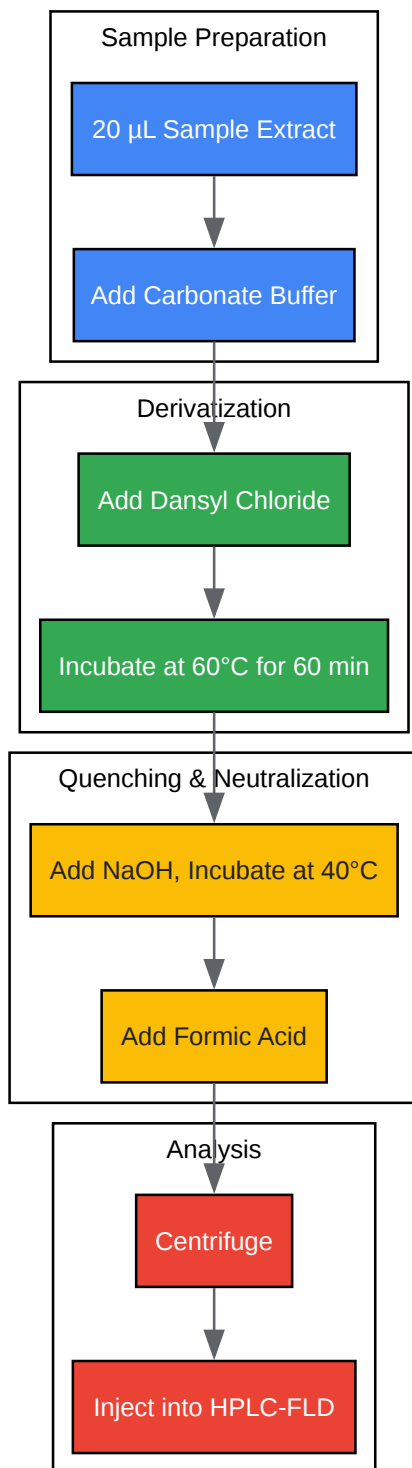 Sample Preparation
20 µL Sample Extract
Add Carbonate Buffer
Derivatization
Add Dansyl Chloride
Incubate at 60°C for 60 min
Quenching & Neutralization
Add NaOH, Incubate at 40°C
Add Formic Acid
Analysis
Centrifuge
Inject into HPLC-FLD